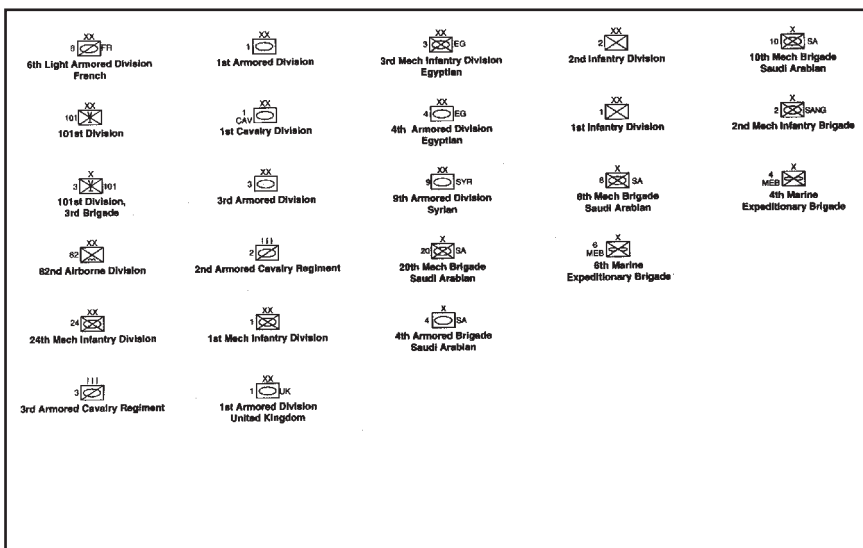 XX
6 FR
6th Light Armored Division
French
XX
1
1st Armored Division
XX
3 EG
3rd Mech Infantry Division
Egyptian
XX
2
2nd Infantry Division
X
10 SA
10th Mech Brigade
Saudi Arabian
XX
101
101st Division
XX
1
CAV
1st Cavalry Division
XX
4 EG
4th Armored Division
Egyptian
XX
1
1st Infantry Division
X
2 SANG
2nd Mech Infantry Brigade
X
3 101
101st Division,
3rd Brigade
XX
3
3rd Armored Division
XX
9 SYR
9th Armored Division
Syrian
X
SA
Mech Brigade
Saudi Arabian
X
4
MEB
4th Marine
Expeditionary Brigade
XX
82
82nd Airborne Division
III
2
2nd Armored Cavalry Regiment
X
20 SA
20th Mech Brigade
Saudi Arabian
X
MEB
Marine
Expeditionary Brigade
XX
24
24th Mech Infantry Division
XX
1
1st Mech Infantry Division
X
4 SA
4th Armored Brigade
Saudi Arabian
III
3
3rd Armored Cavalry Regiment
XX
1 UK
1st Armored Division
United Kingdom